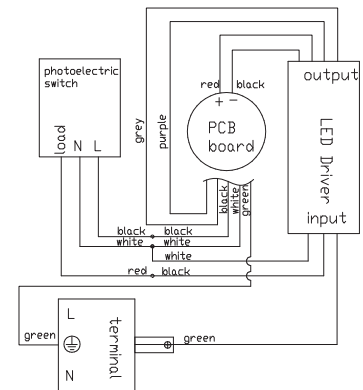 photoelectric
switch
load
N
L
grey
purple
red
black
+ −
PCB
board
output
LED Driver
input
black
white
green
black
black
white
white
white
red
black
L
N
terminal
green
green